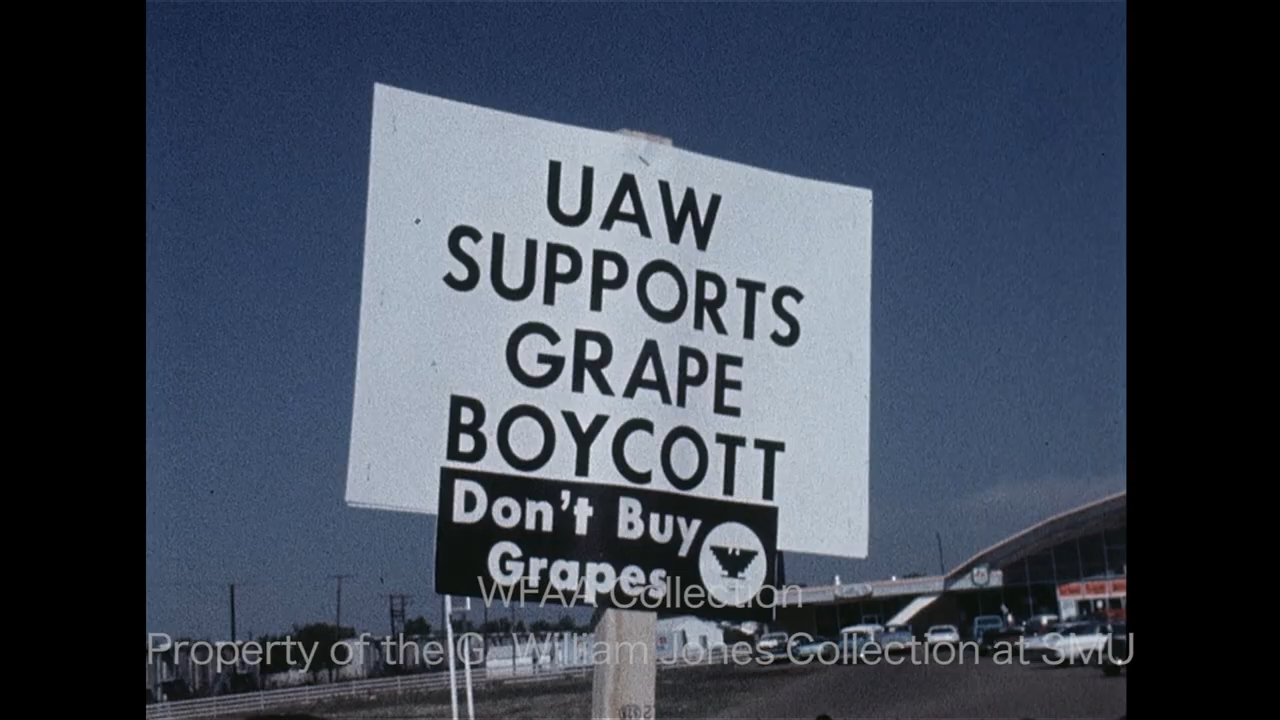 UAW
SUPPORTS
GRAPE
BOYCOTT
Don't Buy
Grapes
WFAA Collection
Property of the G. William Jones Collection at SMU